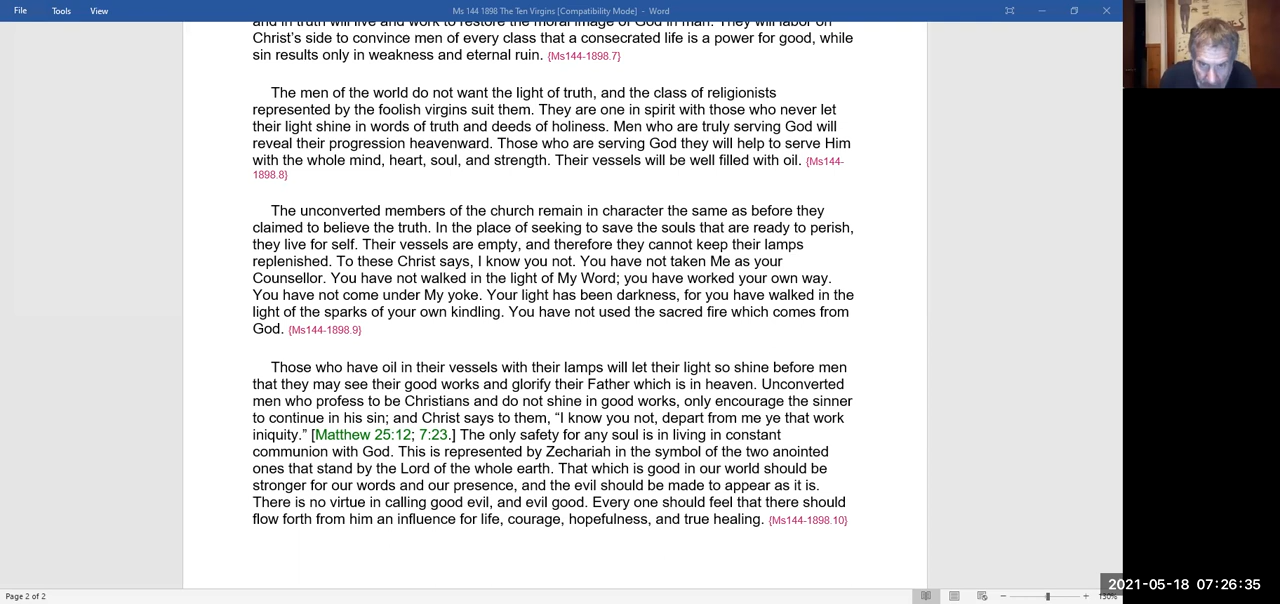 File Tools View Ms 144 1898 The Ten Virgins [Compatibility Mode] - Word
and in truth will live and work to restore the moral image of God in man. They will labor on
Christ's side to convince men of every class that a consecrated life is a power for good, while
sin results only in weakness and eternal ruin. {Ms144-1898.7}
The men of the world do not want the light of truth, and the class of religionists
represented by the foolish virgins suit them. They are one in spirit with those who never let
their light shine in words of truth and deeds of holiness. Men who are truly serving God will
reveal their progression heavenward. Those who are serving God they will help to serve Him
with the whole mind, heart, soul, and strength. Their vessels will be well filled with oil. {Ms144-
1898.8}
The unconverted members of the church remain in character the same as before they
claimed to believe the truth. In the place of seeking to save the souls that are ready to perish,
they live for self. Their vessels are empty, and therefore they cannot keep their lamps
replenished. To these Christ says, I know you not. You have not taken Me as your
Counsellor. You have not walked in the light of My Word; you have worked your own way.
You have not come under My yoke. Your light has been darkness, for you have walked in the
light of the sparks of your own kindling. You have not used the sacred fire which comes from
God. {Ms144-1898.9}
Those who have oil in their vessels with their lamps will let their light so shine before men
that they may see their good works and glorify their Father which is in heaven. Unconverted
men who profess to be Christians and do not shine in good works, only encourage the sinner
to continue in his sin; and Christ says to them, “I know you not, depart from me ye that work
iniquity.” [Matthew 25:12; 7:23.] The only safety for any soul is in living in constant
communion with God. This is represented by Zechariah in the symbol of the two anointed
ones that stand by the Lord of the whole earth. That which is good in our world should be
stronger for our words and our presence, and the evil should be made to appear as it is.
There is no virtue in calling good evil, and evil good. Every one should feel that there should
flow forth from him an influence for life, courage, hopefulness, and true healing. {Ms144-1898.10}
2021-05-18 07:26:35
Page 2 of 2